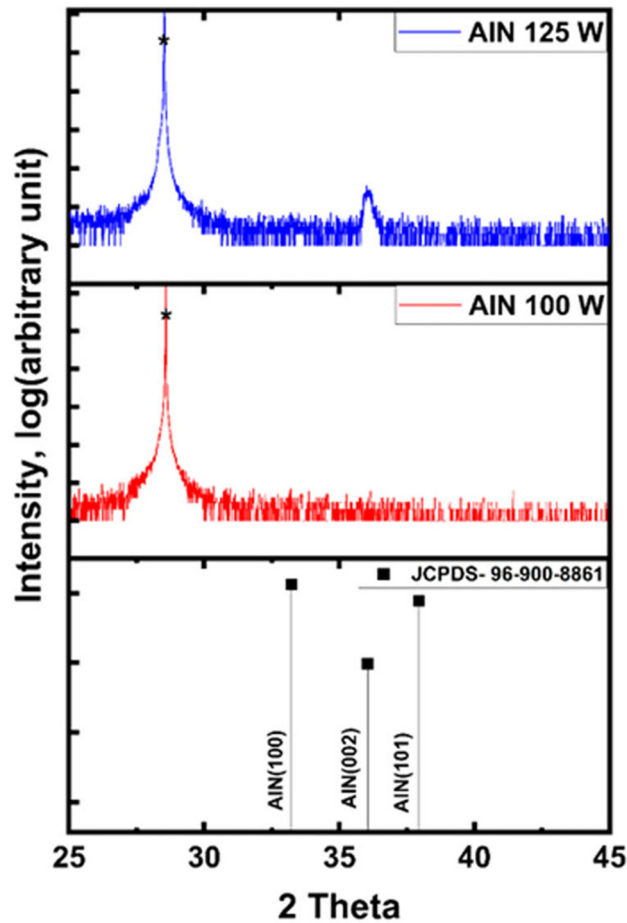 AlN 125 W
*
AlN 100 W
*
Intensity, log(arbitrary unit)
JCPDS- 96-900-8861
AlN(100)
AlN(002)
AlN(101)
25 30 35 40 45
2 Theta